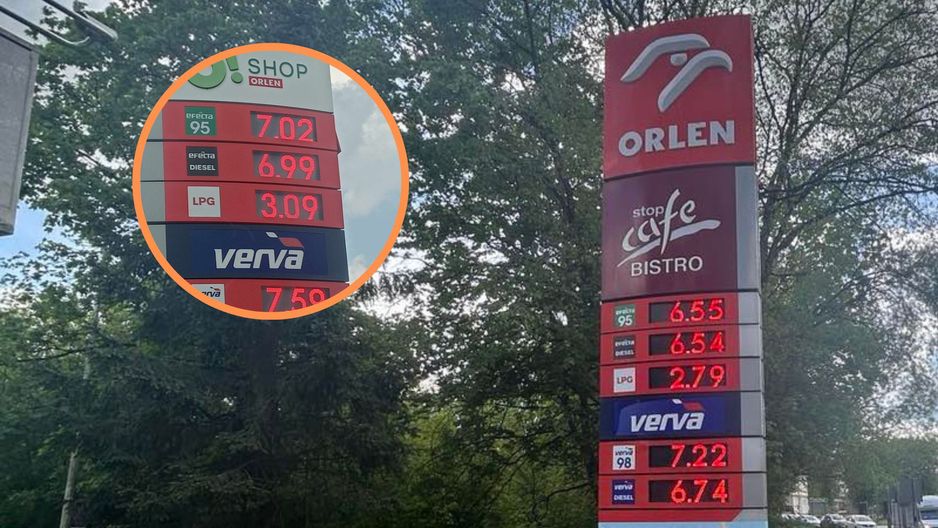 ! SHOP
ORLEN
efecta 95 7.02
efecta DIESEL 6.99
LPG 3.09
verva
verva 7.59
ORLEN
stop
cafe
BISTRO
efecta 95 6.55
efecta DIESEL 6.54
LPG 2.79
verva
verva 98 7.22
verva DIESEL 6.74